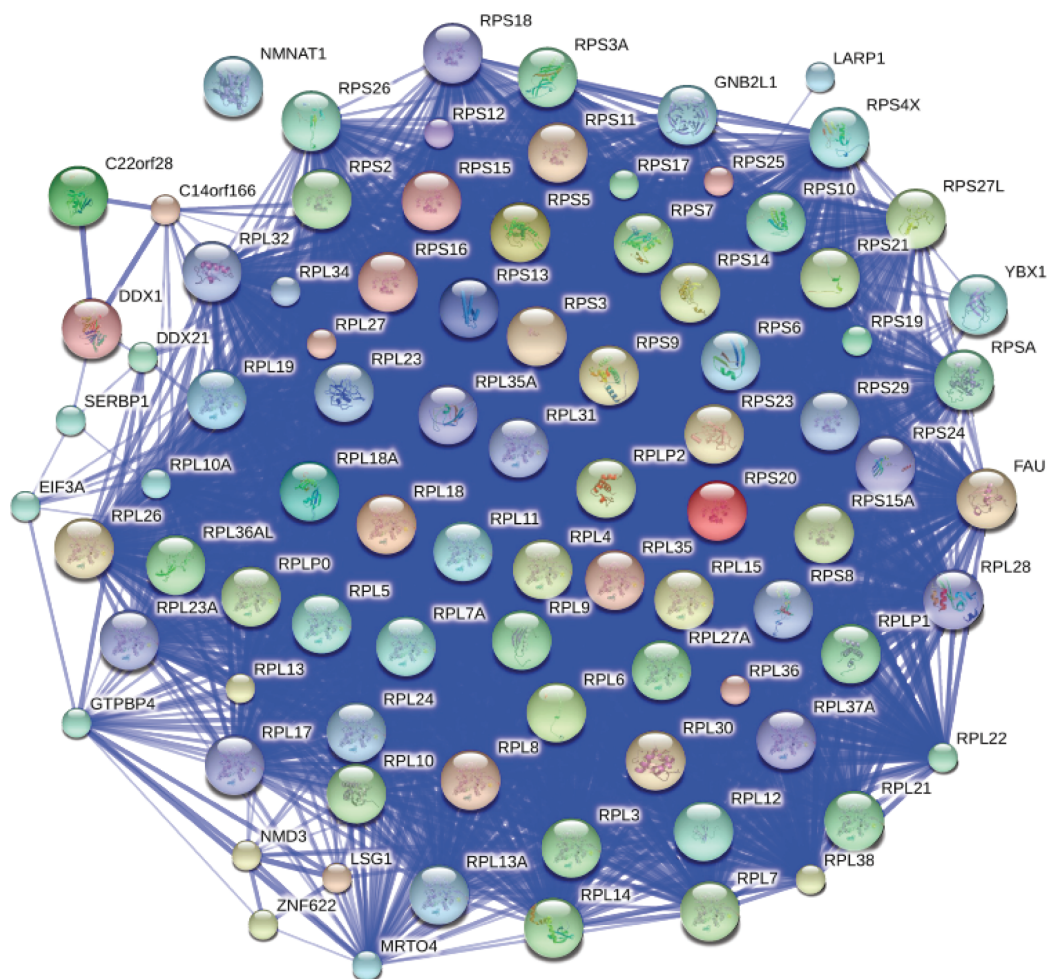 RPS18
RPS3A
NMNAT1
LARP1
GNB2L1
RPS26
RPS4X
RPS12
RPS11
C22orf28
RPS2
RPS15
RPS17
RPS25
C14orf166
RPS10
RPS27L
RPS5
RPS7
RPL32
RPS16
RPS14
RPS21
RPL34
RPS13
YBX1
DDX1
RPS3
RPL27
RPS6
RPS19
DDX21
RPL19
RPL23
RPS9
RPSA
RPL35A
SERBP1
RPL31
RPS23
RPS29
RPS24
RPL10A
RPL18A
RPLP2
FAU
EIF3A
RPS20
RPS15A
RPL26
RPL36AL
RPL18
RPL11
RPL4
RPL35
RPL15
RPS8
RPL28
RPLP0
RPL23A
RPL5
RPL7A
RPL9
RPLP1
RPL27A
RPL13
RPL6
RPL36
GTPBP4
RPL24
RPL37A
RPL17
RPL8
RPL30
RPL22
RPL10
RPL12
RPL21
RPL3
NMD3
LSG1
RPL13A
RPL38
RPL14
RPL7
ZNF622
MRTO4